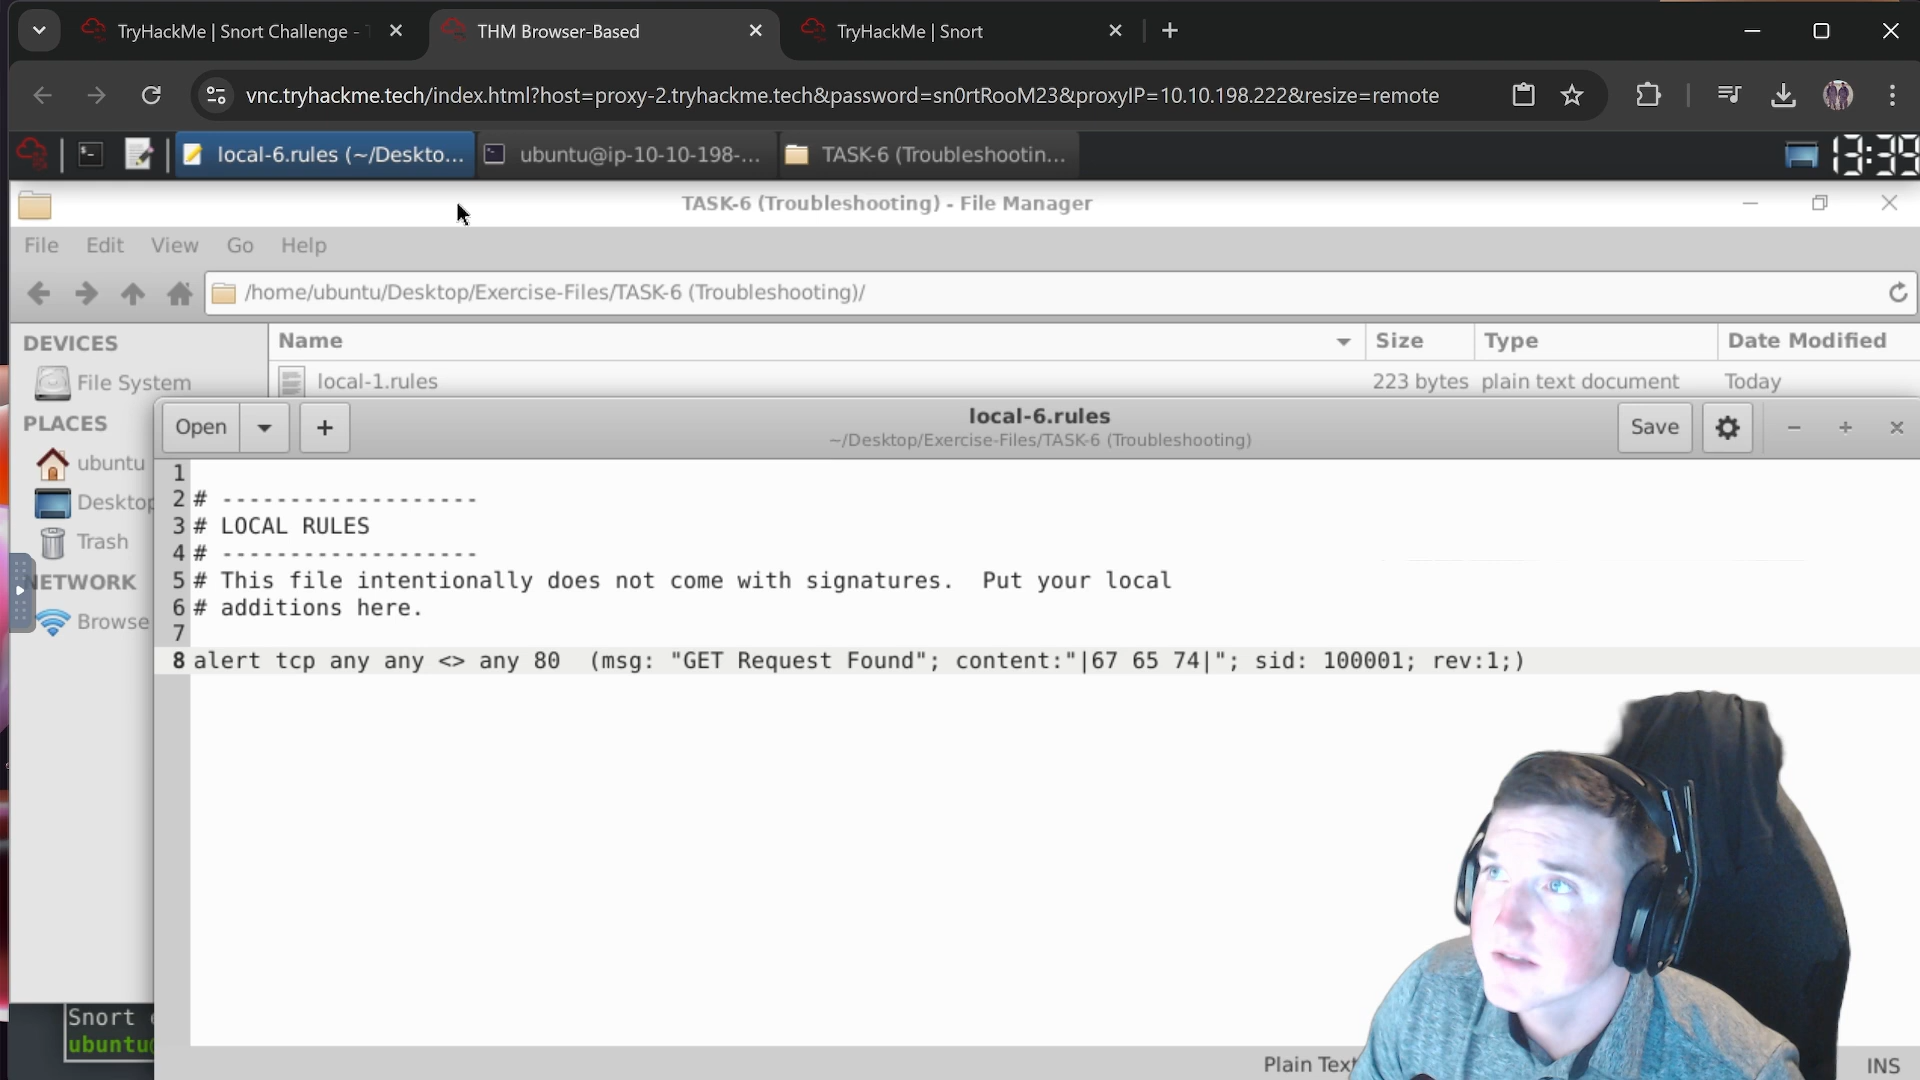 TryHackMe | Snort Challenge -
THM Browser-Based
TryHackMe | Snort
vnc.tryhackme.tech/index.html?host=proxy-2.tryhackme.tech&password=sn0rtRooM23&proxyIP=10.10.198.222&resize=remote
local-6.rules (~/Deskto...
ubuntu@ip-10-10-198-...
TASK-6 (Troubleshootin...
13:39
TASK-6 (Troubleshooting) - File Manager
File Edit View Go Help
/home/ubuntu/Desktop/Exercise-Files/TASK-6 (Troubleshooting)/
DEVICES
Name Size Type Date Modified
File System
local-1.rules 223 bytes plain text document Today
PLACES
ubuntu
Desktop
Trash
NETWORK
Browse
Open
local-6.rules
~/Desktop/Exercise-Files/TASK-6 (Troubleshooting)
Save
1
2 # -------------------
3 # LOCAL RULES
4 # -------------------
5 # This file intentionally does not come with signatures.  Put your local
6 # additions here.
7
8 alert tcp any any <> any 80  (msg: "GET Request Found"; content:"|67 65 74|"; sid: 100001; rev:1;)
Snort
ubuntu@
Plain Text
INS